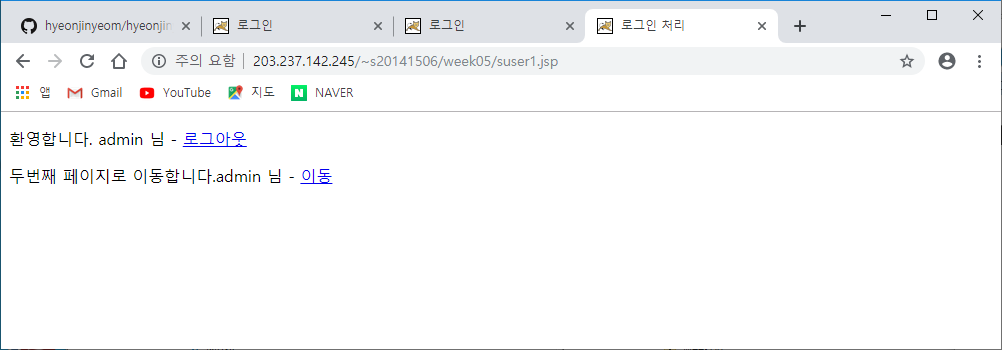 hyeonjinyeom/hyeonjin
로그인
로그인
로그인 처리
주의 요함 | 203.237.142.245/~s20141506/week05/suser1.jsp
앱 Gmail YouTube 지도 NAVER
환영합니다. admin 님 - 로그아웃
두번째 페이지로 이동합니다.admin 님 - 이동